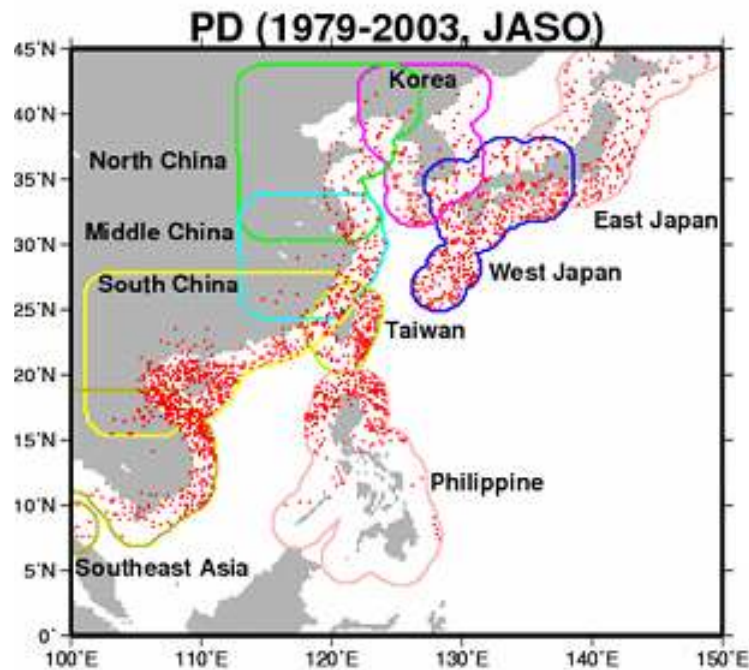 PD (1979-2003, JASO)
45°N
Korea
40°N
North China
35°N
East Japan
Middle China
30°N
West Japan
South China
25°N
Taiwan
20°N
15°N
Philippine
10°N
5°N
Southeast Asia
0°
100°E 110°E 120°E 130°E 140°E 150°E